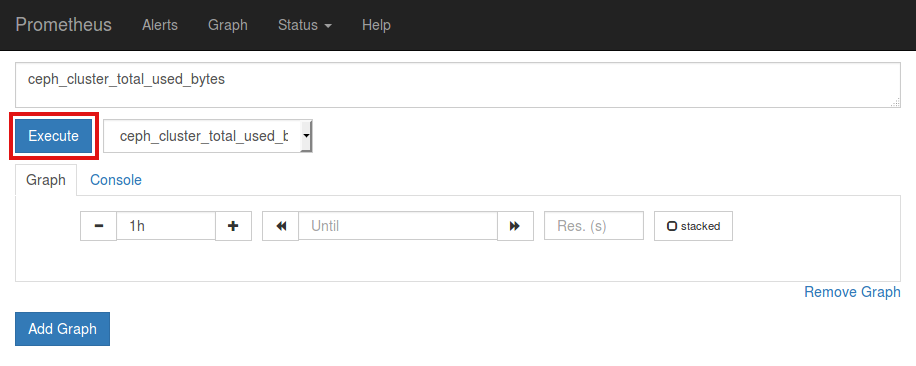 Prometheus Alerts Graph Status Help
ceph_cluster_total_used_bytes
Execute ceph_cluster_total_used_b
Graph Console
1h Until Res. (s) stacked
Remove Graph
Add Graph